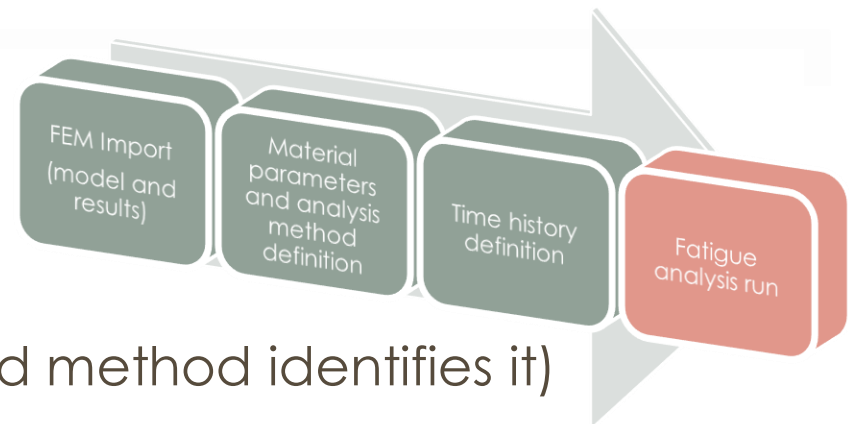 FEM Import
(model and
results)
Material
parameters
and analysis
method
definition
Time history
definition
Fatigue
analysis run
d method identifies it)